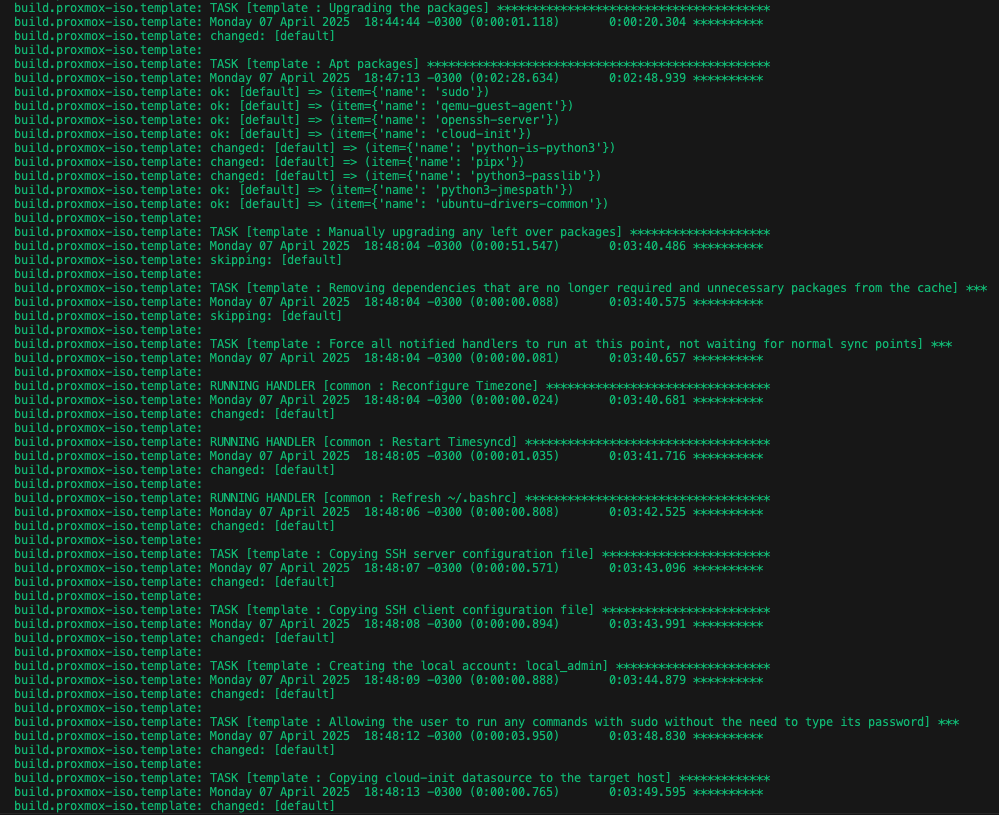 build.proxmox-iso.template: TASK [template : Upgrading the packages] ***************************************
build.proxmox-iso.template: Monday 07 April 2025  18:44:44 -0300 (0:00:01.118)       0:00:20.304 **********
build.proxmox-iso.template: changed: [default]
build.proxmox-iso.template:
build.proxmox-iso.template: TASK [template : Apt packages] *************************************************
build.proxmox-iso.template: Monday 07 April 2025  18:47:13 -0300 (0:02:28.634)       0:02:48.939 **********
build.proxmox-iso.template: ok: [default] => (item={'name': 'sudo'})
build.proxmox-iso.template: ok: [default] => (item={'name': 'qemu-guest-agent'})
build.proxmox-iso.template: ok: [default] => (item={'name': 'openssh-server'})
build.proxmox-iso.template: ok: [default] => (item={'name': 'cloud-init'})
build.proxmox-iso.template: changed: [default] => (item={'name': 'python-is-python3'})
build.proxmox-iso.template: changed: [default] => (item={'name': 'pipx'})
build.proxmox-iso.template: changed: [default] => (item={'name': 'python3-passlib'})
build.proxmox-iso.template: ok: [default] => (item={'name': 'python3-jmespath'})
build.proxmox-iso.template: ok: [default] => (item={'name': 'ubuntu-drivers-common'})
build.proxmox-iso.template:
build.proxmox-iso.template: TASK [template : Manually upgrading any left over packages] ********************
build.proxmox-iso.template: Monday 07 April 2025  18:48:04 -0300 (0:00:51.547)       0:03:40.486 **********
build.proxmox-iso.template: skipping: [default]
build.proxmox-iso.template:
build.proxmox-iso.template: TASK [template : Removing dependencies that are no longer required and unnecessary packages from the cache] ***
build.proxmox-iso.template: Monday 07 April 2025  18:48:04 -0300 (0:00:00.088)       0:03:40.575 **********
build.proxmox-iso.template: skipping: [default]
build.proxmox-iso.template:
build.proxmox-iso.template: TASK [template : Force all notified handlers to run at this point, not waiting for normal sync points] ***
build.proxmox-iso.template: Monday 07 April 2025  18:48:04 -0300 (0:00:00.081)       0:03:40.657 **********
build.proxmox-iso.template:
build.proxmox-iso.template: RUNNING HANDLER [common : Reconfigure Timezone] ********************************
build.proxmox-iso.template: Monday 07 April 2025  18:48:04 -0300 (0:00:00.024)       0:03:40.681 **********
build.proxmox-iso.template: changed: [default]
build.proxmox-iso.template:
build.proxmox-iso.template: RUNNING HANDLER [common : Restart Timesyncd] ***********************************
build.proxmox-iso.template: Monday 07 April 2025  18:48:05 -0300 (0:00:01.035)       0:03:41.716 **********
build.proxmox-iso.template: changed: [default]
build.proxmox-iso.template:
build.proxmox-iso.template: RUNNING HANDLER [common : Refresh ~/.bashrc] ***********************************
build.proxmox-iso.template: Monday 07 April 2025  18:48:06 -0300 (0:00:00.808)       0:03:42.525 **********
build.proxmox-iso.template: changed: [default]
build.proxmox-iso.template:
build.proxmox-iso.template: TASK [template : Copying SSH server configuration file] ************************
build.proxmox-iso.template: Monday 07 April 2025  18:48:07 -0300 (0:00:00.571)       0:03:43.096 **********
build.proxmox-iso.template: changed: [default]
build.proxmox-iso.template:
build.proxmox-iso.template: TASK [template : Copying SSH client configuration file] ************************
build.proxmox-iso.template: Monday 07 April 2025  18:48:08 -0300 (0:00:00.894)       0:03:43.991 **********
build.proxmox-iso.template: changed: [default]
build.proxmox-iso.template:
build.proxmox-iso.template: TASK [template : Creating the local account: local_admin] **********************
build.proxmox-iso.template: Monday 07 April 2025  18:48:09 -0300 (0:00:00.888)       0:03:44.879 **********
build.proxmox-iso.template: changed: [default]
build.proxmox-iso.template:
build.proxmox-iso.template: TASK [template : Allowing the user to run any commands with sudo without the need to type its password] ***
build.proxmox-iso.template: Monday 07 April 2025  18:48:12 -0300 (0:00:03.950)       0:03:48.830 **********
build.proxmox-iso.template: changed: [default]
build.proxmox-iso.template:
build.proxmox-iso.template: TASK [template : Copying cloud-init datasource to the target host] *************
build.proxmox-iso.template: Monday 07 April 2025  18:48:13 -0300 (0:00:00.765)       0:03:49.595 **********
build.proxmox-iso.template: changed: [default]